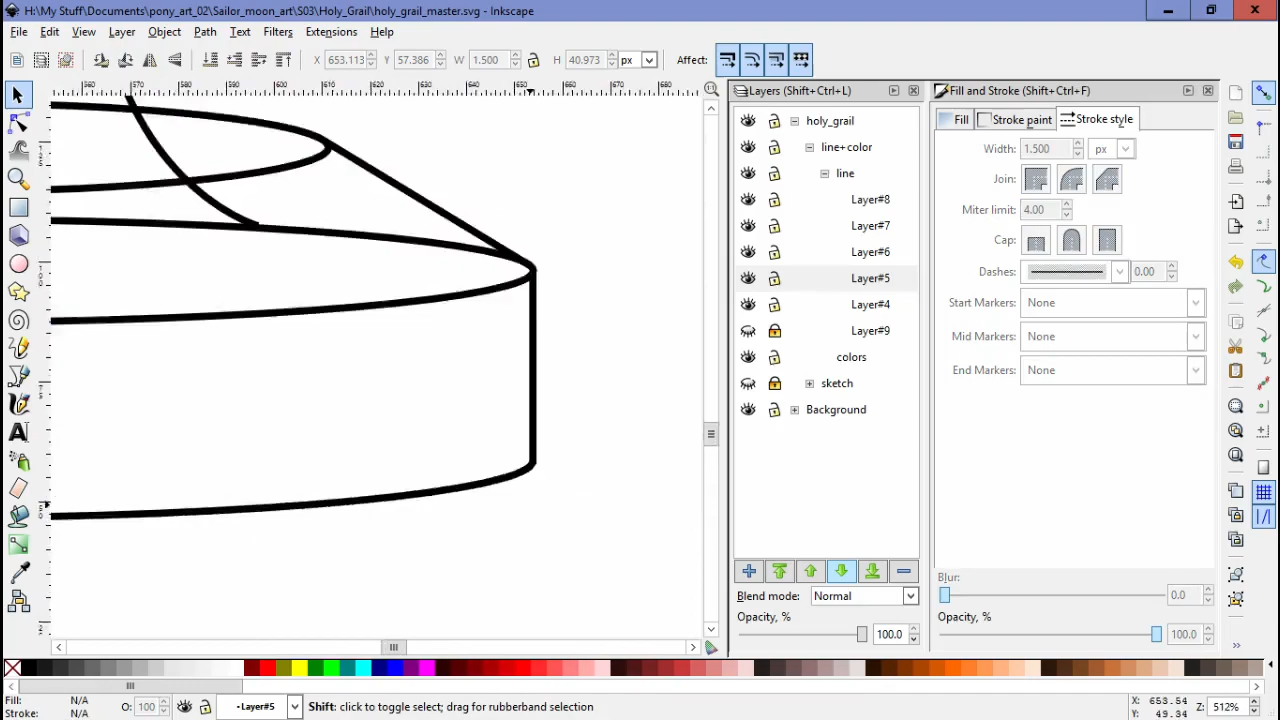 H:\My Stuff\Documents\pony_art_02\Sailor_moon_art\S03\Holy_Grail\holy_grail_master.svg - Inkscape
File Edit View Layer Object Path Text Filters Extensions Help
X 653.113 Y 57.386 W 1.500 H 40.973 px Affect:
Layers (Shift+Ctrl+L)
holy_grail
line+color
line
Layer#8
Layer#7
Layer#6
Layer#5
Layer#4
Layer#9
colors
sketch
Background
Blend mode: Normal
Opacity, %
100.0
Fill and Stroke (Shift+Ctrl+F)
Fill Stroke paint Stroke style
Width: 1.500 px
Join:
Miter limit: 4.00
Cap:
Dashes: 0.00
Start Markers: None
Mid Markers: None
End Markers: None
Blur:
0.0
Opacity, %
100.0
Fill: N/A
Stroke: N/A
O: 100
Layer#5
Shift: click to toggle select; drag for rubberband selection
X: 653.54
Y: 49.34
Z: 512%